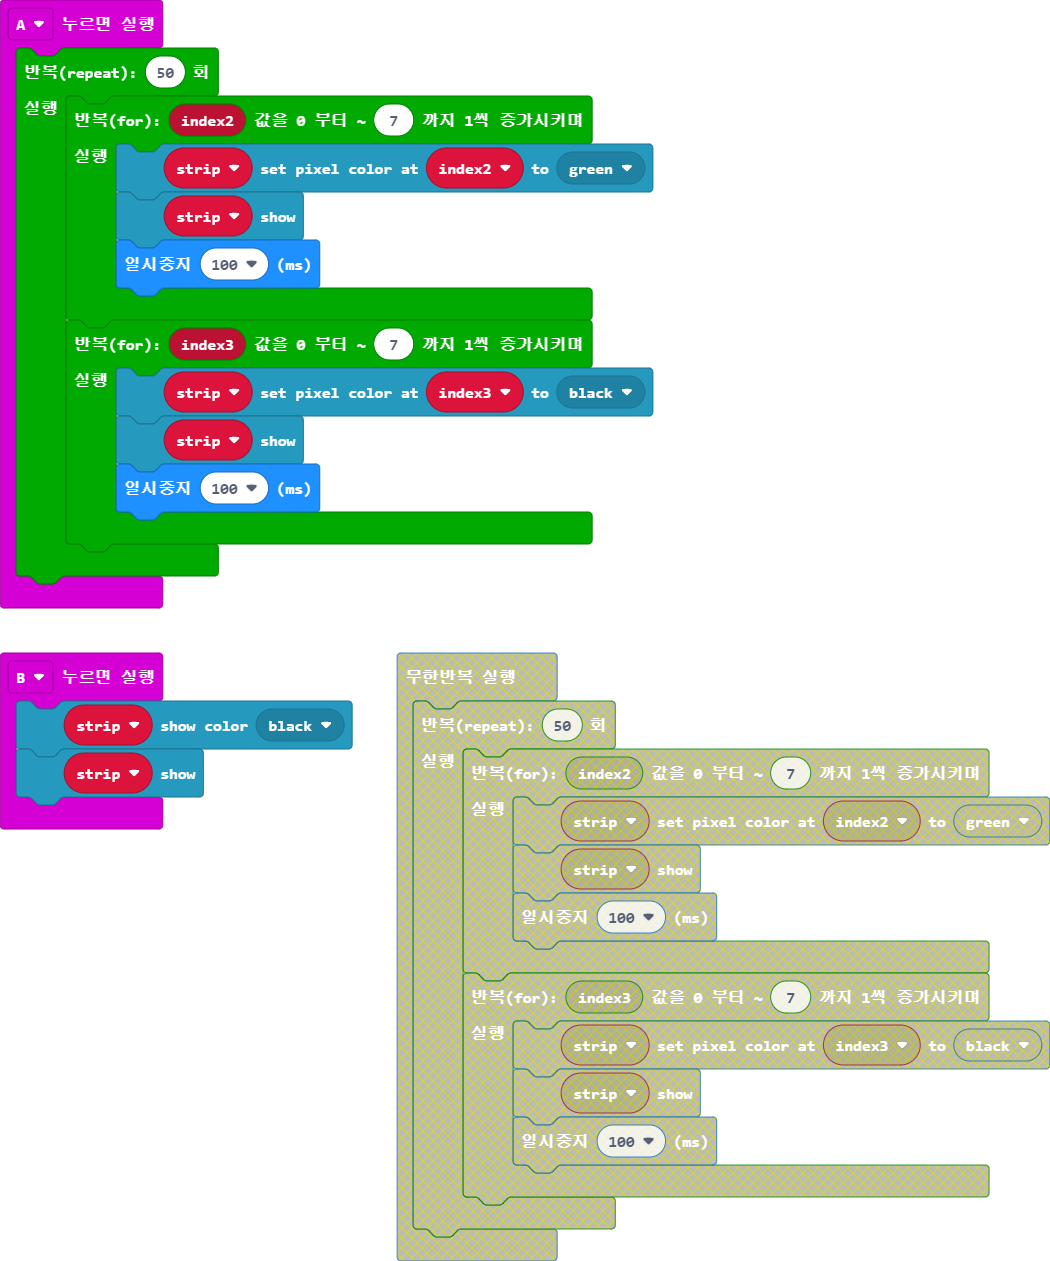 A 누르면 실행
반복(repeat): 50 회
실행
반복(for): index2 값을 0 부터 ~ 7 까지 1씩 증가시키며
실행
strip set pixel color at index2 to green
strip show
일시중지 100 (ms)
반복(for): index3 값을 0 부터 ~ 7 까지 1씩 증가시키며
실행
strip set pixel color at index3 to black
strip show
일시중지 100 (ms)
B 누르면 실행
strip show color black
strip show
무한반복 실행
반복(repeat): 50 회
실행
반복(for): index2 값을 0 부터 ~ 7 까지 1씩 증가시키며
실행
strip set pixel color at index2 to green
strip show
일시중지 100 (ms)
반복(for): index3 값을 0 부터 ~ 7 까지 1씩 증가시키며
실행
strip set pixel color at index3 to black
strip show
일시중지 100 (ms)